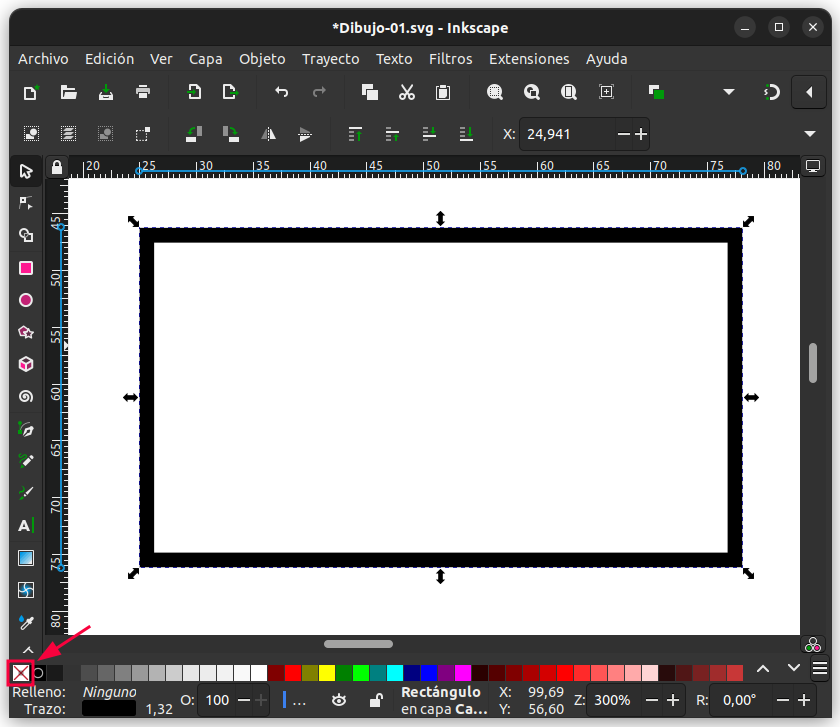 *Dibujo-01.svg - Inkscape
Archivo Edición Ver Capa Objeto Trayecto Texto Filtros Extensiones Ayuda
X: 24,941
20 25 30 35 40 45 50 55 60 65 70 75 80
45
50
55
60
65
70
75
80
A
Relleno: Ninguno O: 100 ... Rectángulo X: 99,69 Z: 300% R: 0,00°
Trazo: 1,32 en capa Ca... Y: 56,60